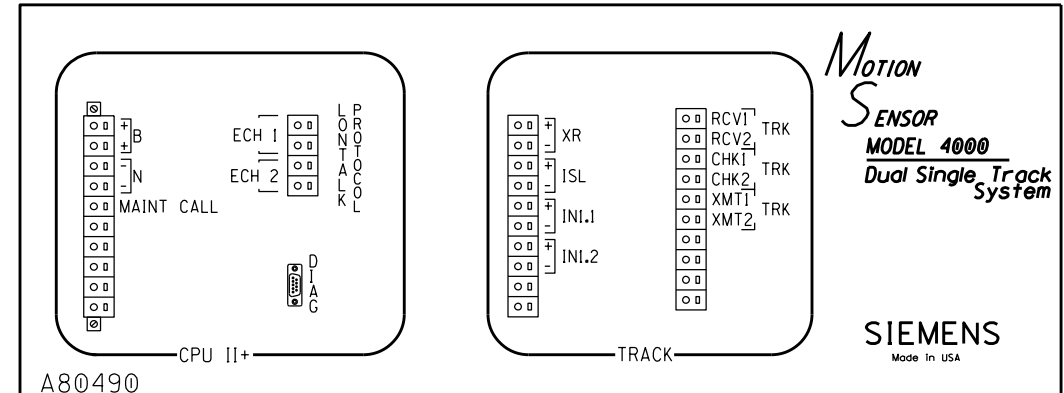 +
+
B
-
-
N
MAINT CALL
ECH 1
ECH 2
LONTALK
PROTOCOL
DIAG
CPU II+
+
-
XR
+
-
ISL
+
-
IN1.1
+
-
IN1.2
RCV1
RCV2
TRK
CHK1
CHK2
TRK
XMT1
XMT2
TRK
TRACK
MOTION
SENSOR
MODEL 4000
Dual Single Track
System
SIEMENS
Made in USA
A80490